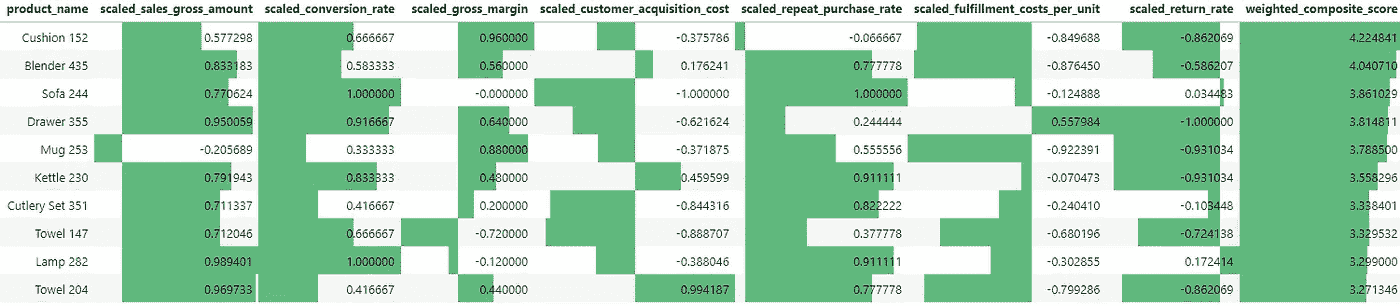 product_name scaled_sales_gross_amount scaled_conversion_rate scaled_gross_margin scaled_customer_acquisition_cost scaled_repeat_purchase_rate scaled_fulfillment_costs_per_unit scaled_return_rate weighted_composite_score
Cushion 152 0.577298 0.666667 0.960000 -0.375786 -0.066667 -0.849688 -0.862069 4.224841
Blender 435 0.833183 0.583333 0.560000 0.176241 0.777778 -0.876450 -0.586207 4.040710
Sofa 244 0.770624 1.000000 -0.000000 -1.000000 1.000000 -0.124888 0.034483 3.861029
Drawer 355 0.950059 0.916667 0.640000 -0.621624 0.244444 0.557984 -1.000000 3.814811
Mug 253 -0.205689 0.333333 0.880000 -0.371875 0.555556 -0.922391 -0.931034 3.788500
Kettle 230 0.791943 0.833333 0.480000 0.459599 0.911111 -0.070473 -0.931034 3.558296
Cutlery Set 351 0.711337 0.416667 0.200000 -0.844316 0.822222 -0.240410 -0.103448 3.338401
Towel 147 0.712046 0.666667 -0.720000 -0.888707 0.377778 -0.680196 -0.724138 3.329532
Lamp 282 0.989401 1.000000 -0.120000 -0.388046 0.911111 -0.302855 0.172414 3.299000
Towel 204 0.969733 0.416667 0.440000 0.994187 0.777778 -0.799286 -0.862069 3.271346